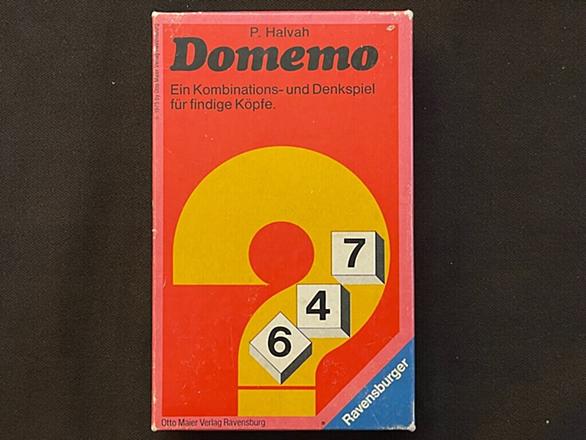 P. Halvah
Domemo
Ein Kombinations- und Denkspiel
für findige Köpfe.
7
4
6
Ravensburger
Otto Maier Verlag Ravensburg